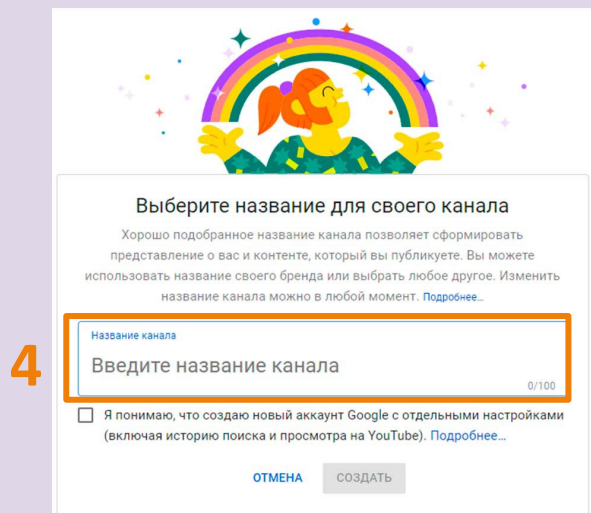 Выберите название для своего канала
Хорошо подобранное название канала позволяет сформировать
представление о вас и контенте, который вы публикуете. Вы можете
использовать название своего бренда или выбрать любое другое. Изменить
название канала можно в любой момент. Подробнее...
4
Название канала
Введите название канала
0/100
Я понимаю, что создаю новый аккаунт Google с отдельными настройками
(включая историю поиска и просмотра на YouTube). Подробнее...
ОТМЕНА СОЗДАТЬ